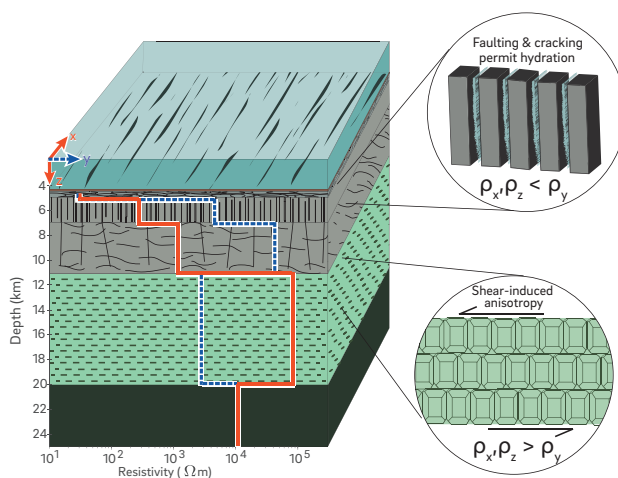 Faulting & cracking
permit hydration
ρx,ρz < ρy
x
y
z
4
6
8
10
12
14
16
18
20
22
24
Depth (km)
10¹ 10² 10³ 10⁴ 10⁵
Resistivity ( Ωm)
Shear-induced
anisotropy
ρx,ρz > ρy